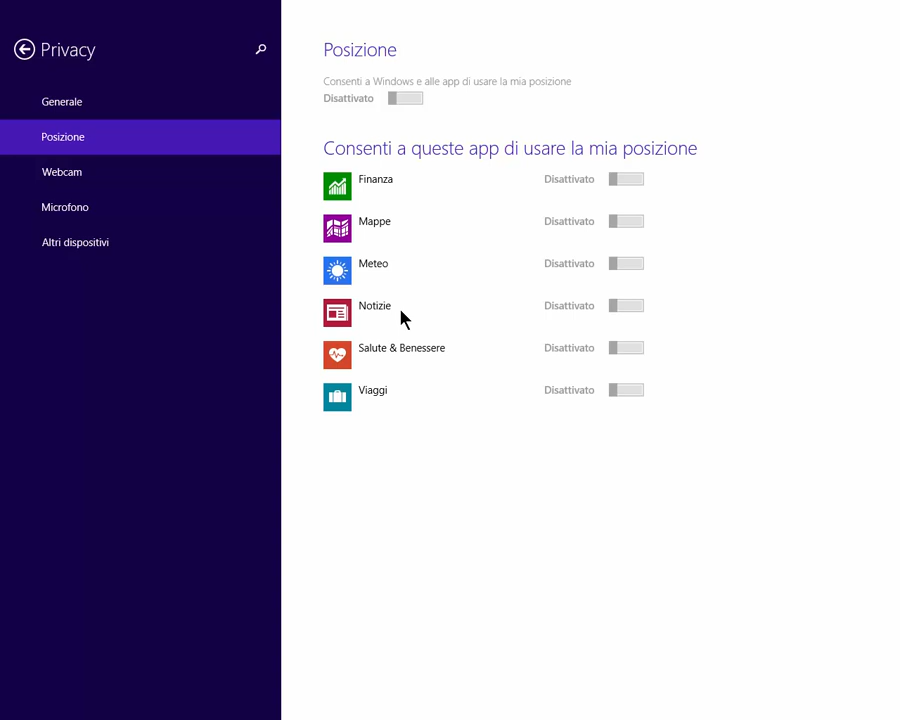 Privacy
Generale
Posizione
Webcam
Microfono
Altri dispositivi
Posizione
Consenti a Windows e alle app di usare la mia posizione
Disattivato
Consenti a queste app di usare la mia posizione
Finanza Disattivato
Mappe Disattivato
Meteo Disattivato
Notizie Disattivato
Salute & Benessere Disattivato
Viaggi Disattivato